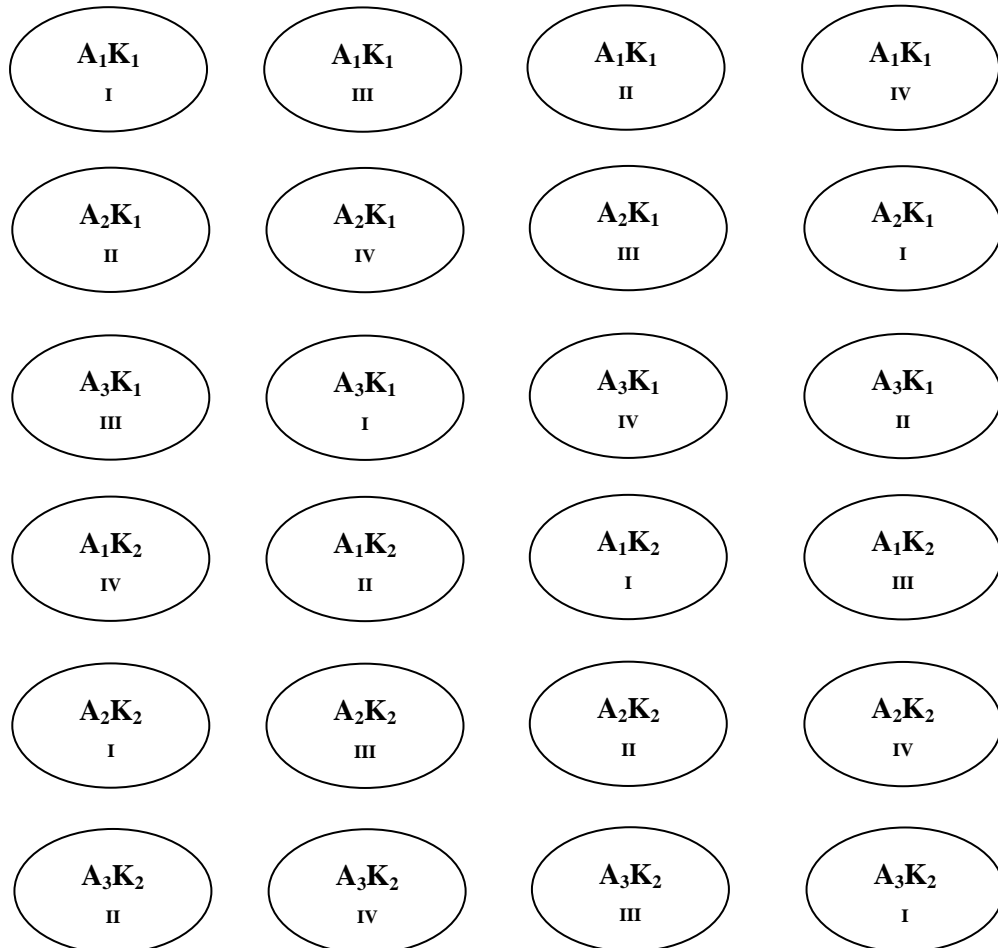 A₁K₁ A₁K₁ A₁K₁ A₁K₁
I III II IV
A₂K₁ A₂K₁ A₂K₁ A₂K₁
II IV III I
A₃K₁ A₃K₁ A₃K₁ A₃K₁
III I IV II
A₁K₂ A₁K₂ A₁K₂ A₁K₂
IV II I III
A₂K₂ A₂K₂ A₂K₂ A₂K₂
I III II IV
A₃K₂ A₃K₂ A₃K₂ A₃K₂
II IV III I